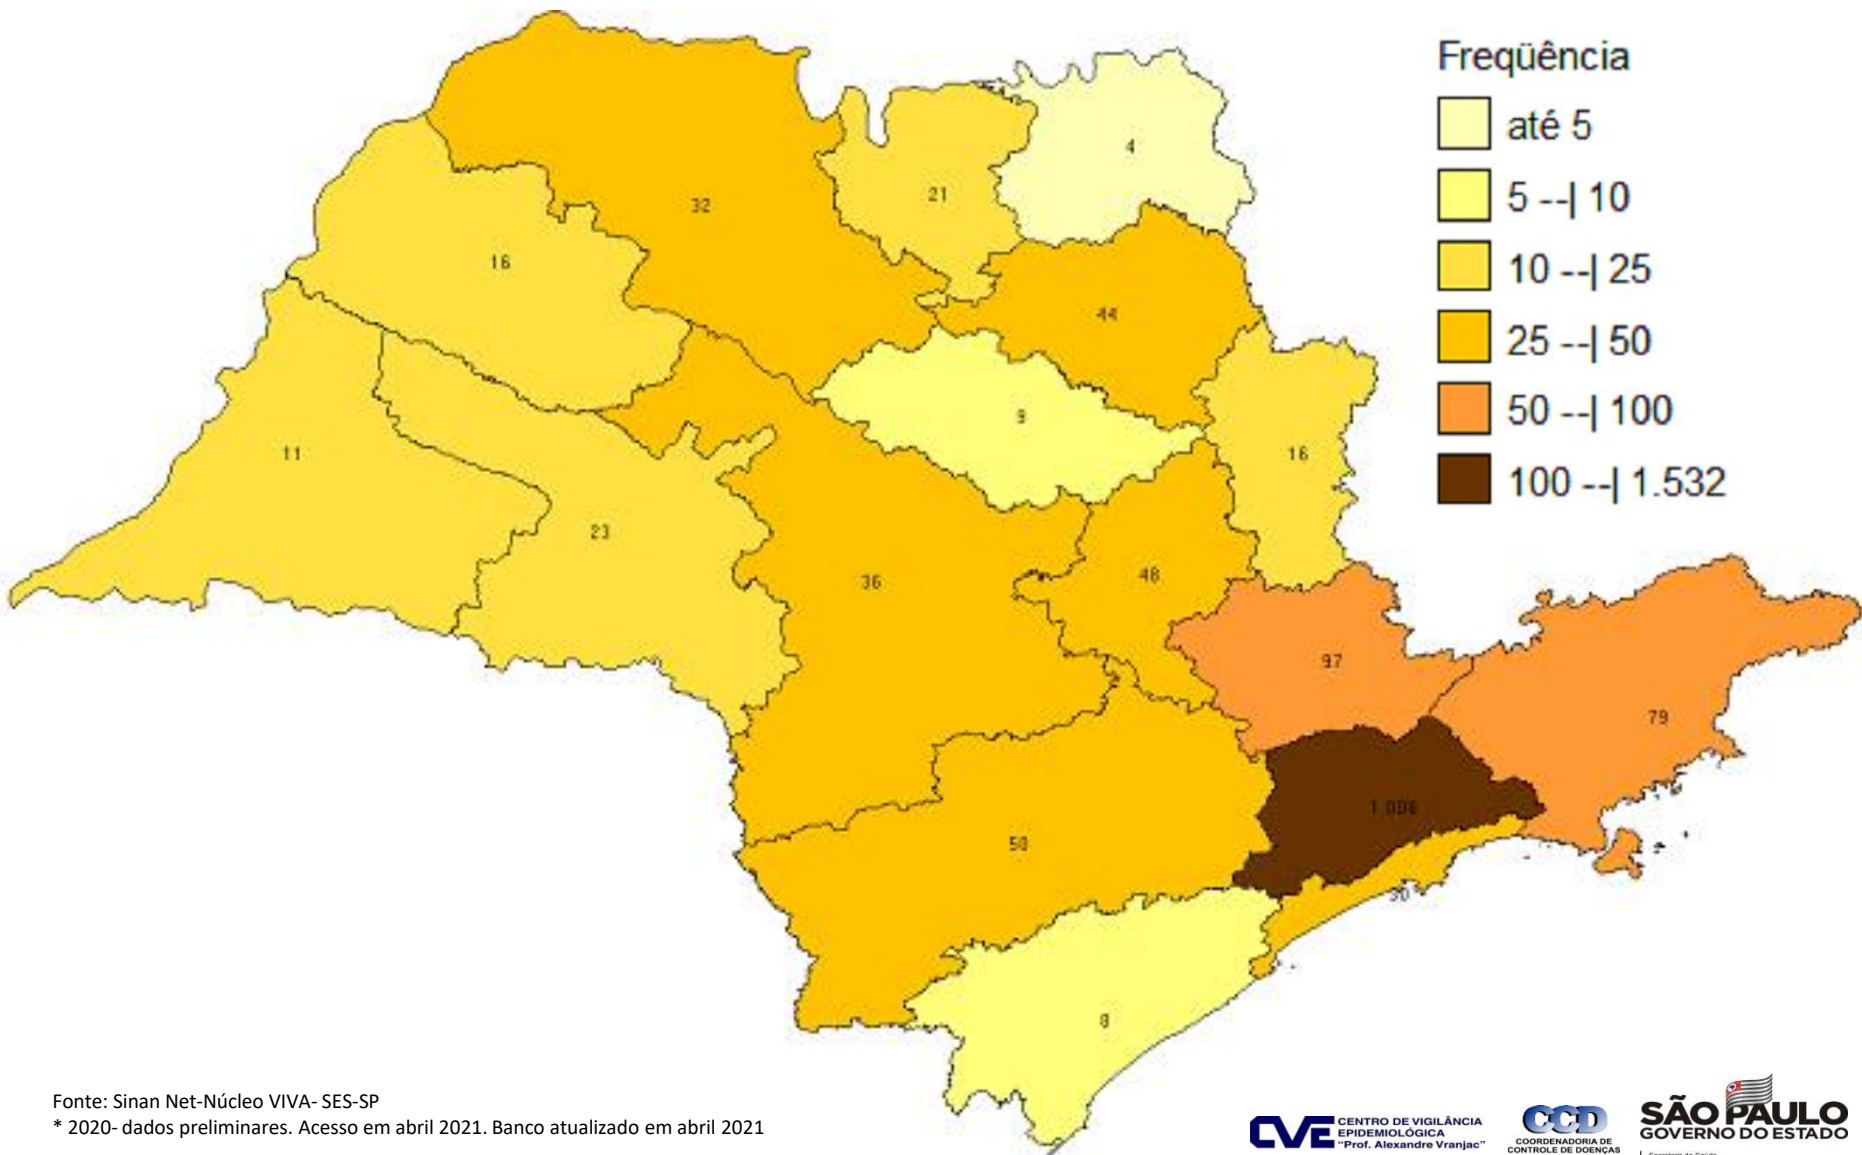 Freqüência
até 5
5 --| 10
10 --| 25
25 --| 50
50 --| 100
100 --| 1.532
4
21
32
16
44
9
16
11
23
36
48
97
79
50
8
Fonte: Sinan Net-Núcleo VIVA- SES-SP
* 2020- dados preliminares. Acesso em abril 2021. Banco atualizado em abril 2021
CVE
CENTRO DE VIGILÂNCIA
EPIDEMIOLÓGICA
"Prof. Alexandre Vranjac"
CCD
COORDENADORIA DE
CONTROLE DE DOENÇAS
SÃO PAULO
GOVERNO DO ESTADO